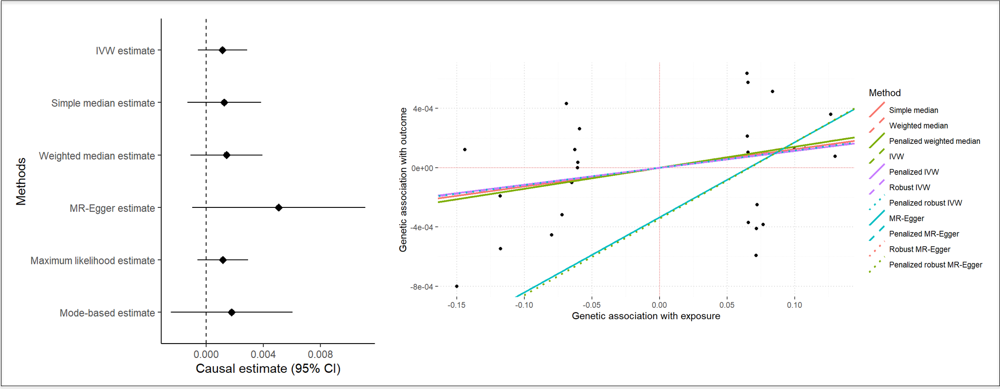 Methods
IVW estimate
Simple median estimate
Weighted median estimate
MR-Egger estimate
Maximum likelihood estimate
Mode-based estimate
0.000 0.004 0.008
Causal estimate (95% CI)
Genetic association with outcome
4e-04
0e+00
-4e-04
-8e-04
-0.15 -0.10 -0.05 0.00 0.05 0.10
Genetic association with exposure
Method
Simple median
Weighted median
Penalized weighted median
IVW
Penalized IVW
Robust IVW
Penalized robust IVW
MR-Egger
Penalized MR-Egger
Robust MR-Egger
Penalized robust MR-Egger